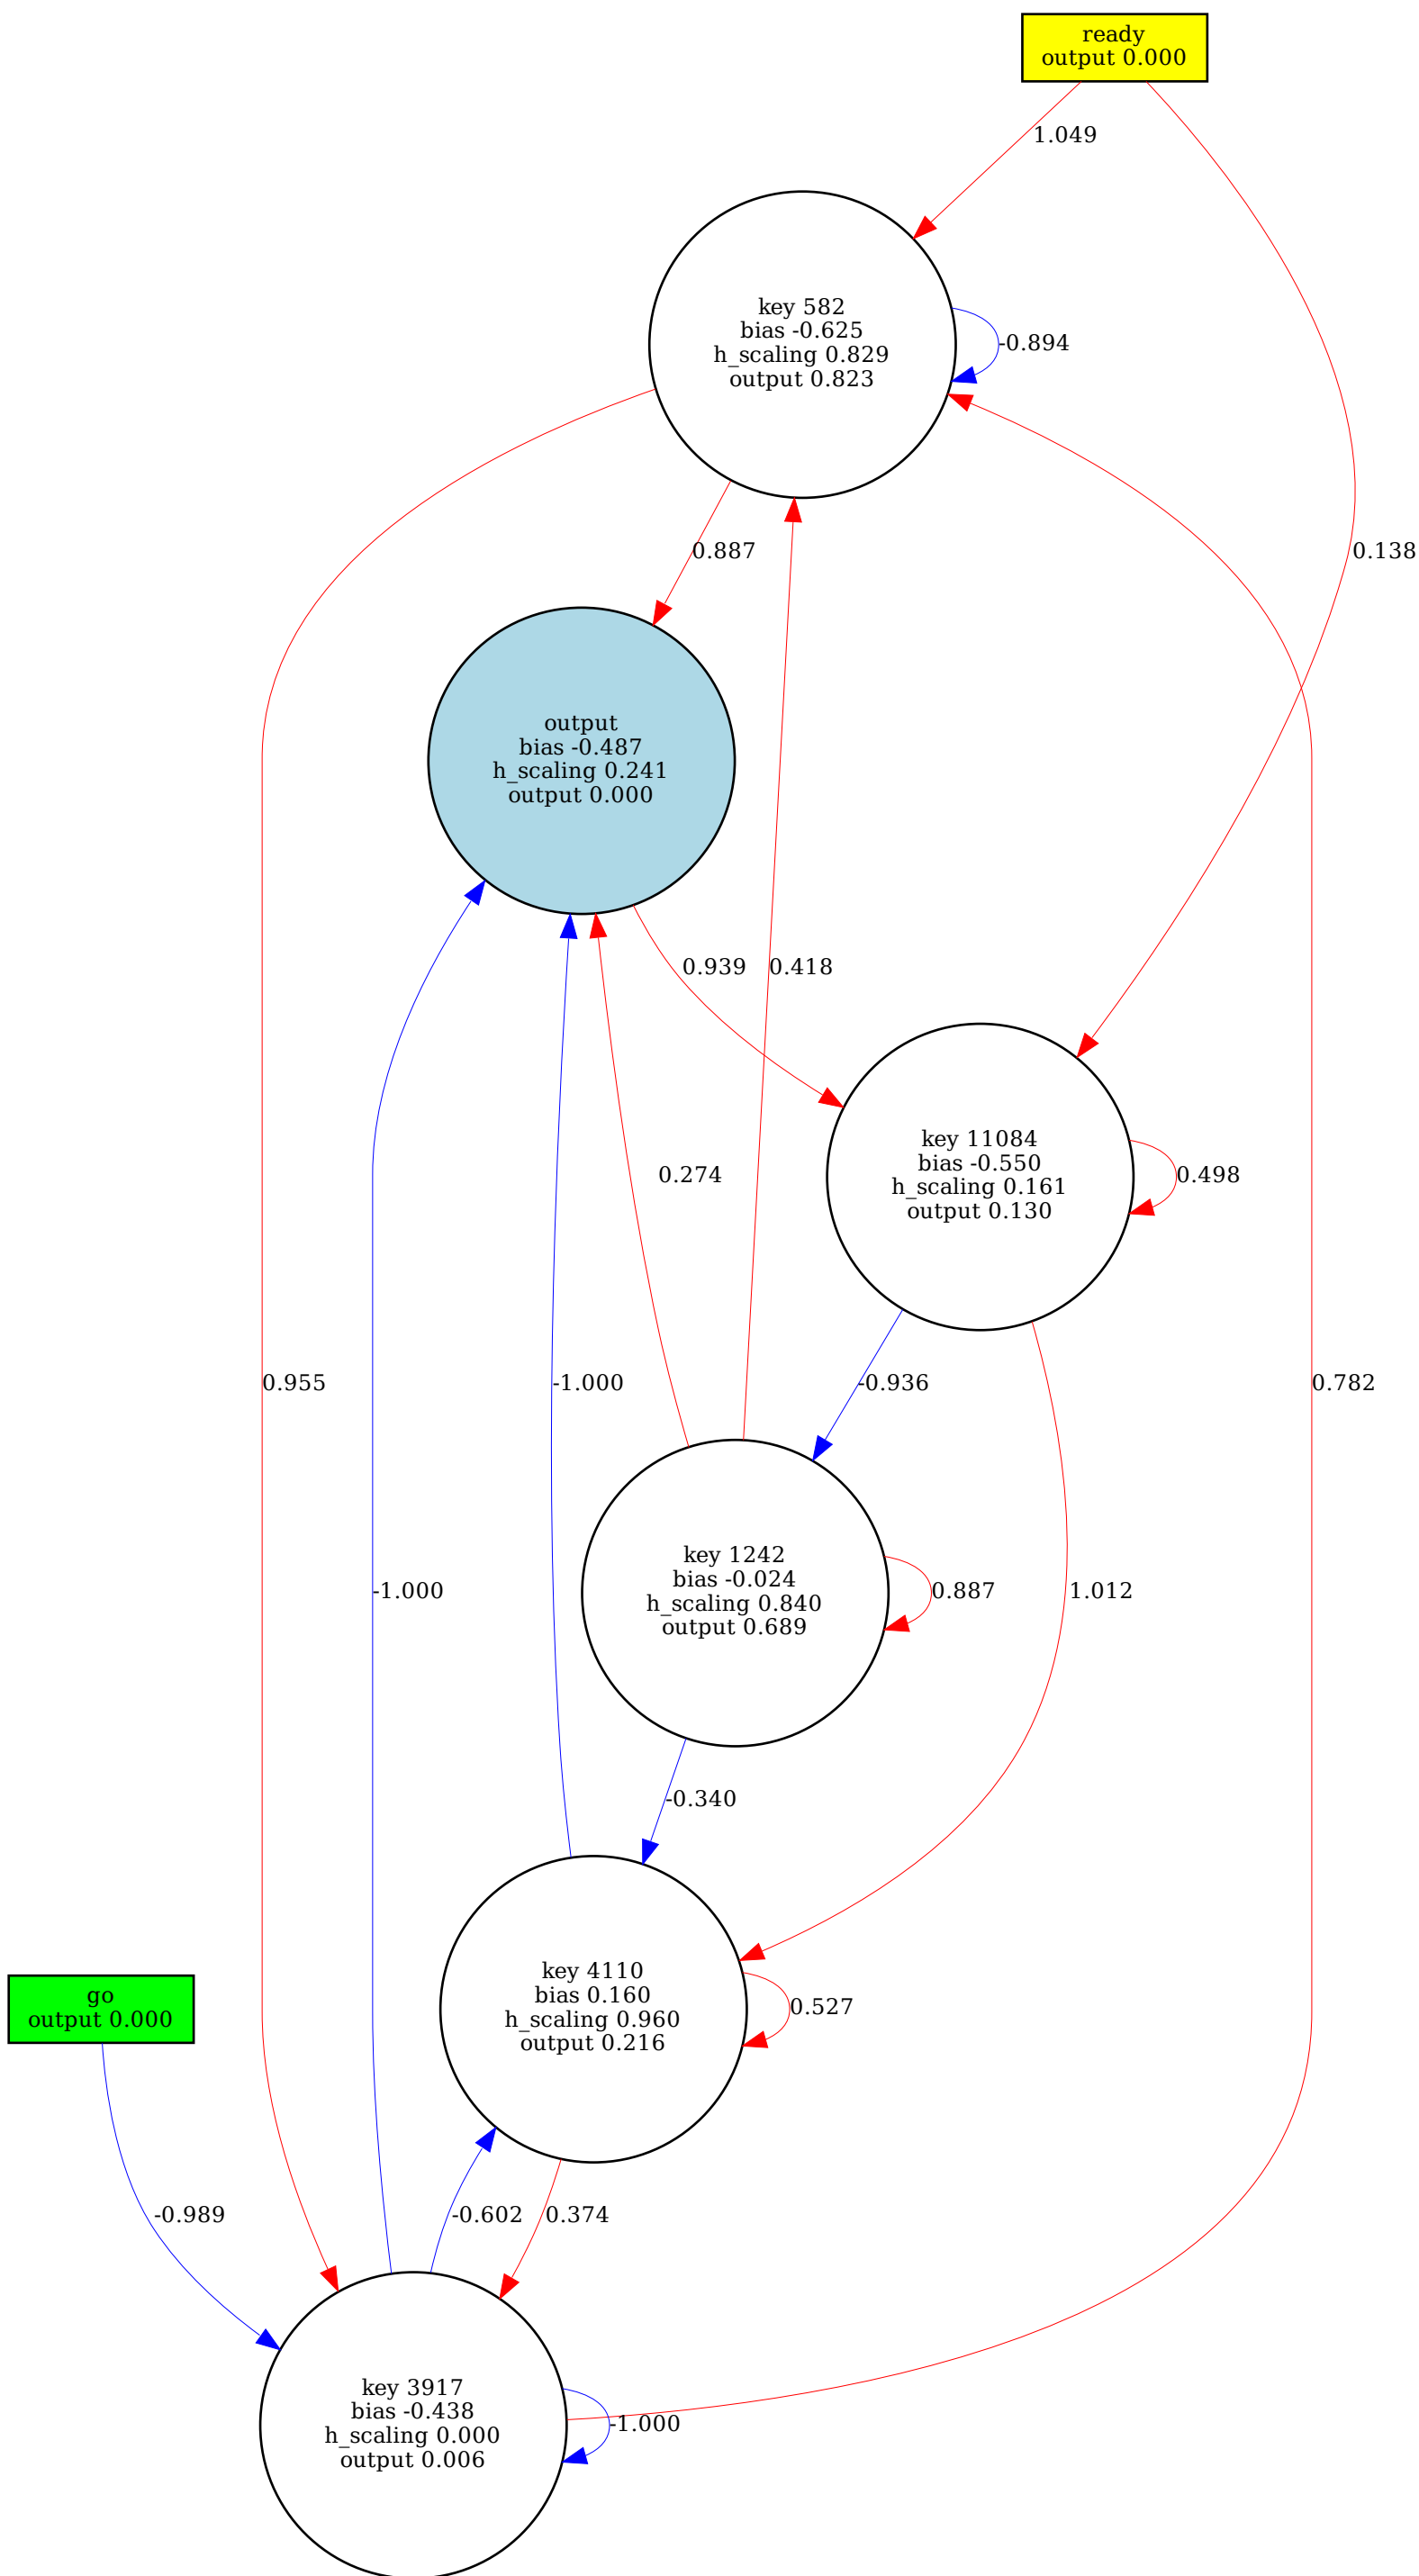 ready
output 0.000
1.049
key 582
bias -0.625
h_scaling 0.829
output 0.823
-0.894
0.887
0.138
output
bias -0.487
h_scaling 0.241
output 0.000
0.939
0.418
key 11084
bias -0.550
h_scaling 0.161
output 0.130
0.274
0.498
0.955
-1.000
-0.936
0.782
key 1242
bias -0.024
h_scaling 0.840
output 0.689
-1.000
0.887
1.012
-0.340
key 4110
bias 0.160
h_scaling 0.960
output 0.216
go
output 0.000
0.527
-0.989
-0.602
0.374
key 3917
bias -0.438
h_scaling 0.000
output 0.006
-1.000